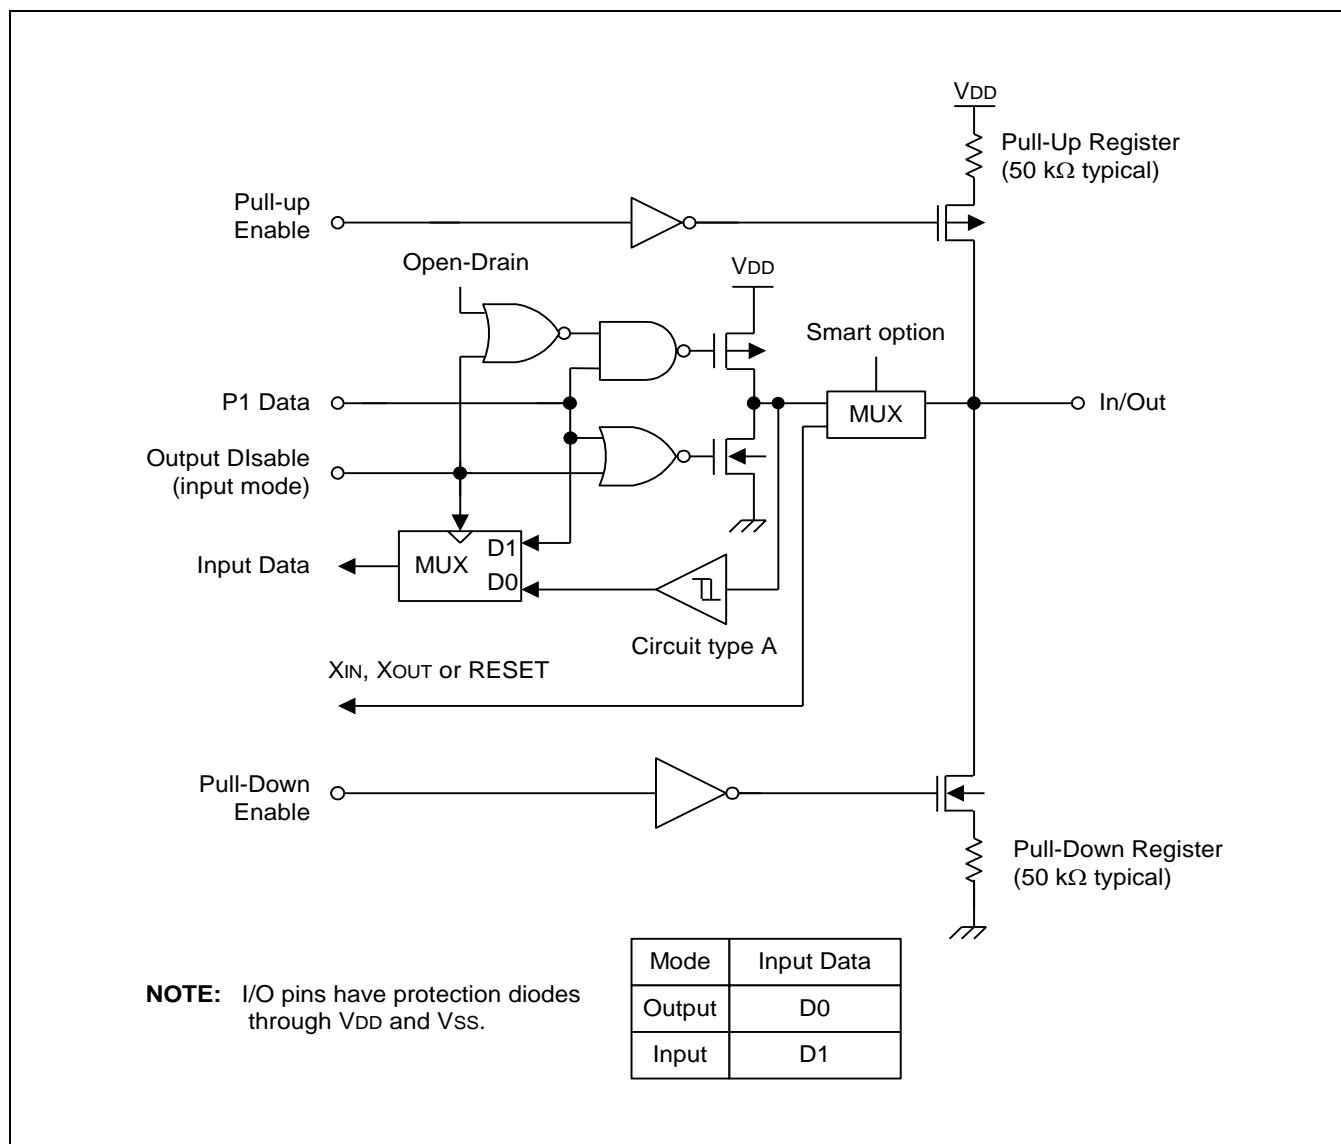 VDD
Pull-Up Register
(50 kΩ typical)
Pull-up
Enable
Open-Drain
VDD
Smart option
P1 Data
MUX
In/Out
Output DIsable
(input mode)
Input Data
MUX
D1
D0
Circuit type A
XIN, XOUT or RESET
Pull-Down
Enable
Pull-Down Register
(50 kΩ typical)
NOTE: I/O pins have protection diodes
through VDD and VSS.
Mode Input Data
Output D0
Input D1